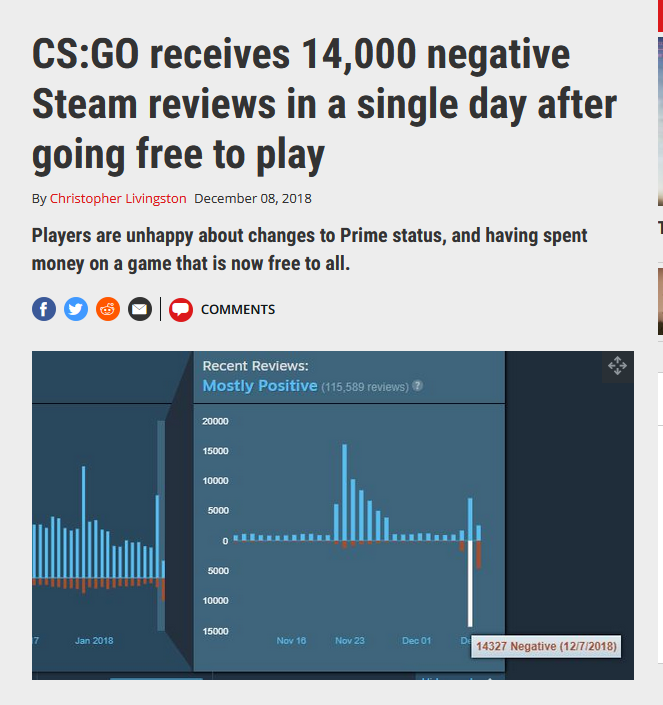 CS:GO receives 14,000 negative
Steam reviews in a single day after
going free to play
By Christopher Livingston December 08, 2018
Players are unhappy about changes to Prime status, and having spent
money on a game that is now free to all.
COMMENTS
Recent Reviews:
Mostly Positive (115,589 reviews) ?
20000
15000
10000
5000
0
5000
10000
15000
7 Jan 2018 Nov 16 Nov 23 Dec 01
14327 Negative (12/7/2018)